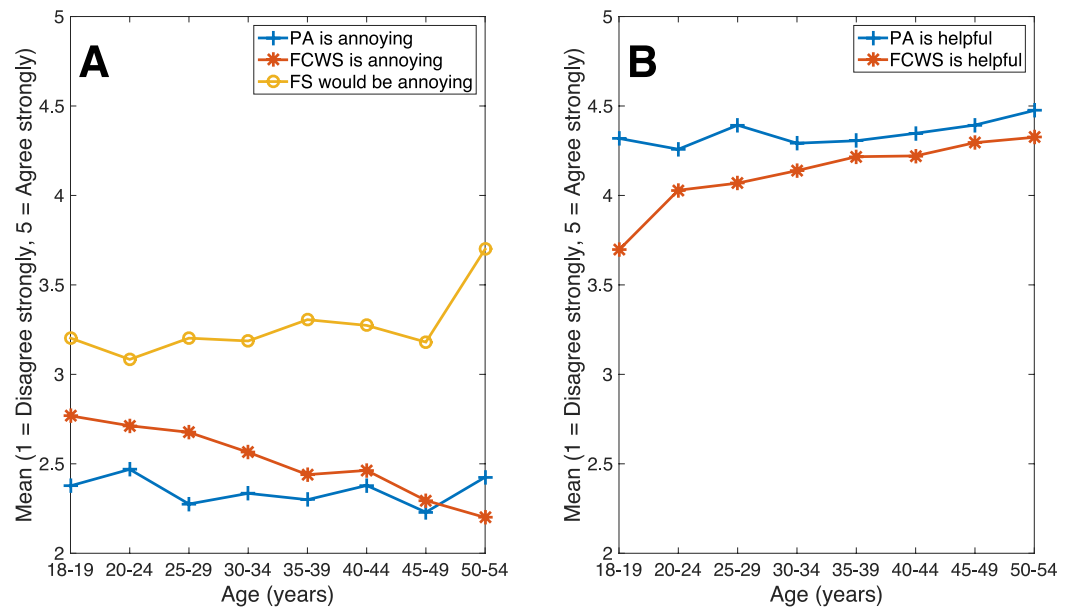 A
PA is annoying
FCWS is annoying
FS would be annoying
Mean (1 = Disagree strongly, 5 = Agree strongly)
5
4.5
4
3.5
3
2.5
2
18-19 20-24 25-29 30-34 35-39 40-44 45-49 50-54
Age (years)
B
PA is helpful
FCWS is helpful
Mean (1 = Disagree strongly, 5 = Agree strongly)
5
4.5
4
3.5
3
2.5
2
18-19 20-24 25-29 30-34 35-39 40-44 45-49 50-54
Age (years)